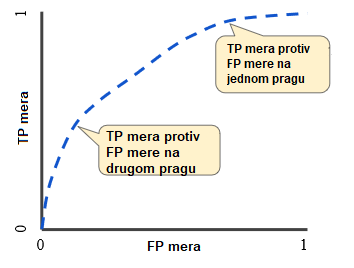 1
TP mera protiv
FP mere na
jednom pragu
TP mera
TP mera protiv
FP mere na
drugom pragu
0
0
FP mera
1